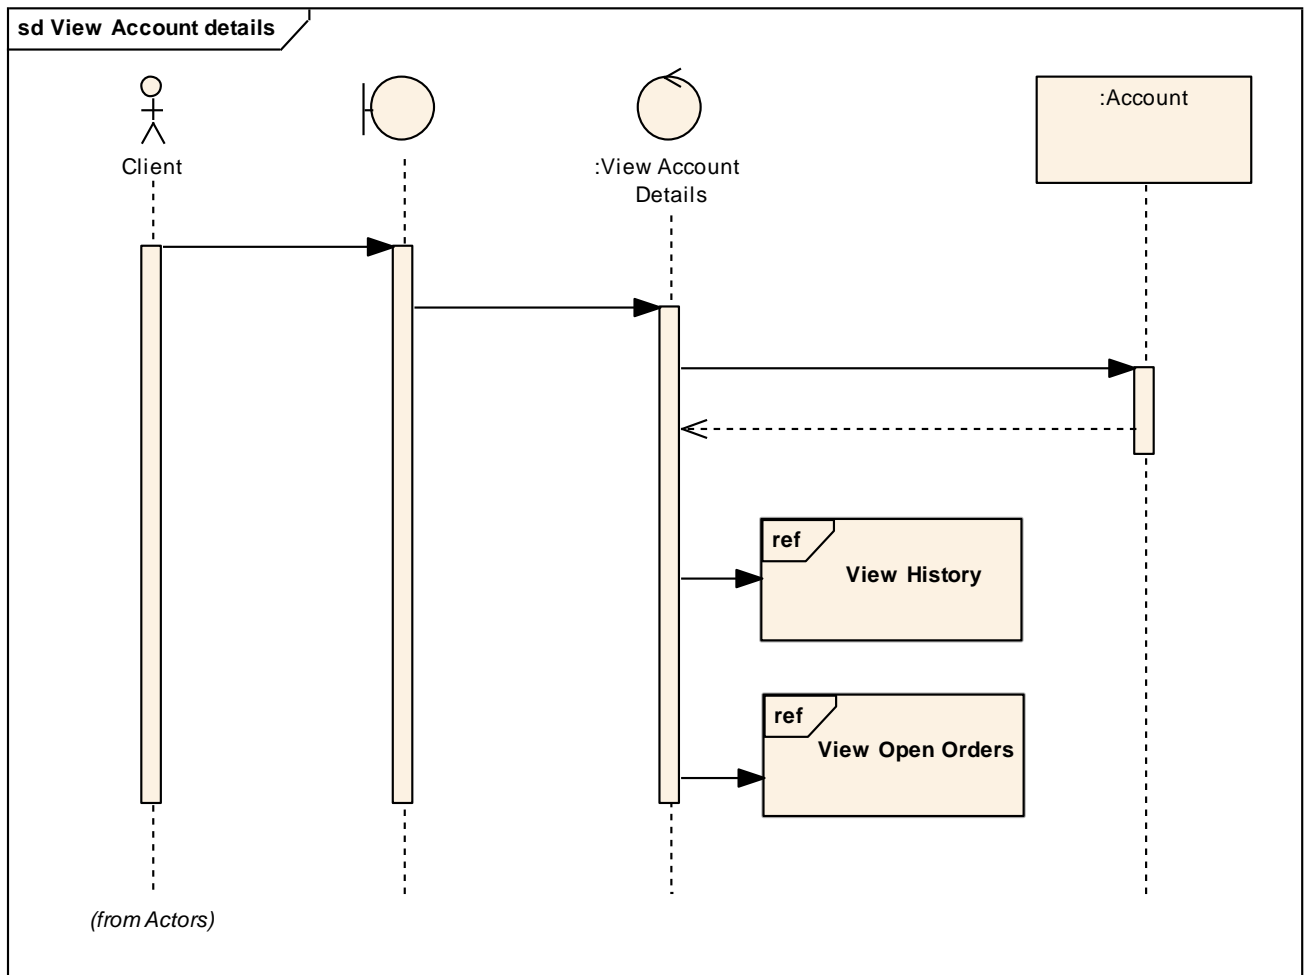 sd View Account details
Client
:View Account
Details
:Account
ref
View History
ref
View Open Orders
(from Actors)